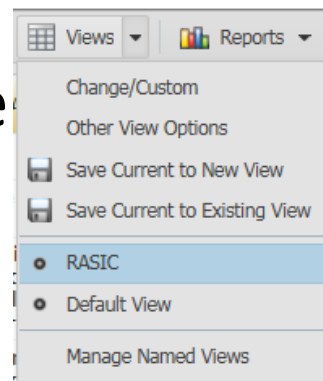 Views Reports
Change/Custom
Other View Options
Save Current to New View
Save Current to Existing View
RASIC
Default View
Manage Named Views